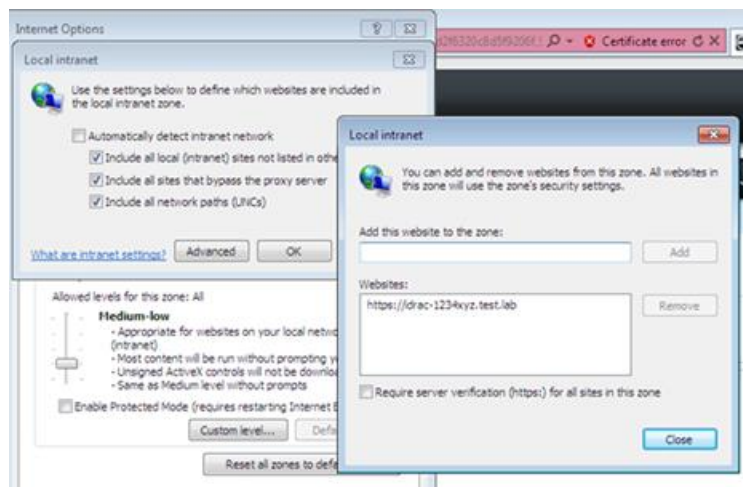 Internet Options
Certificate error
Local intranet
Use the settings below to define which websites are included in
the local intranet zone.
Automatically detect intranet network
Include all local (intranet) sites not listed in othe
Include all sites that bypass the proxy server
Include all network paths (UNCs)
What are intranet settings?
Advanced
OK
Allowed levels for this zone: All
Medium-low
- Appropriate for websites on your local netwo
(intranet)
- Most content will be run without prompting y
- Unsigned ActiveX controls will not be downloa
- Same as Medium level without prompts
Enable Protected Mode (requires restarting Internet E
Custom level...
Defa
Reset all zones to defa
Local intranet
You can add and remove websites from this zone. All websites in
this zone will use the zone's security settings.
Add this website to the zone:
Add
Websites:
https://idrac-1234xyz.test.lab
Remove
Require server verification (https:) for all sites in this zone
Close